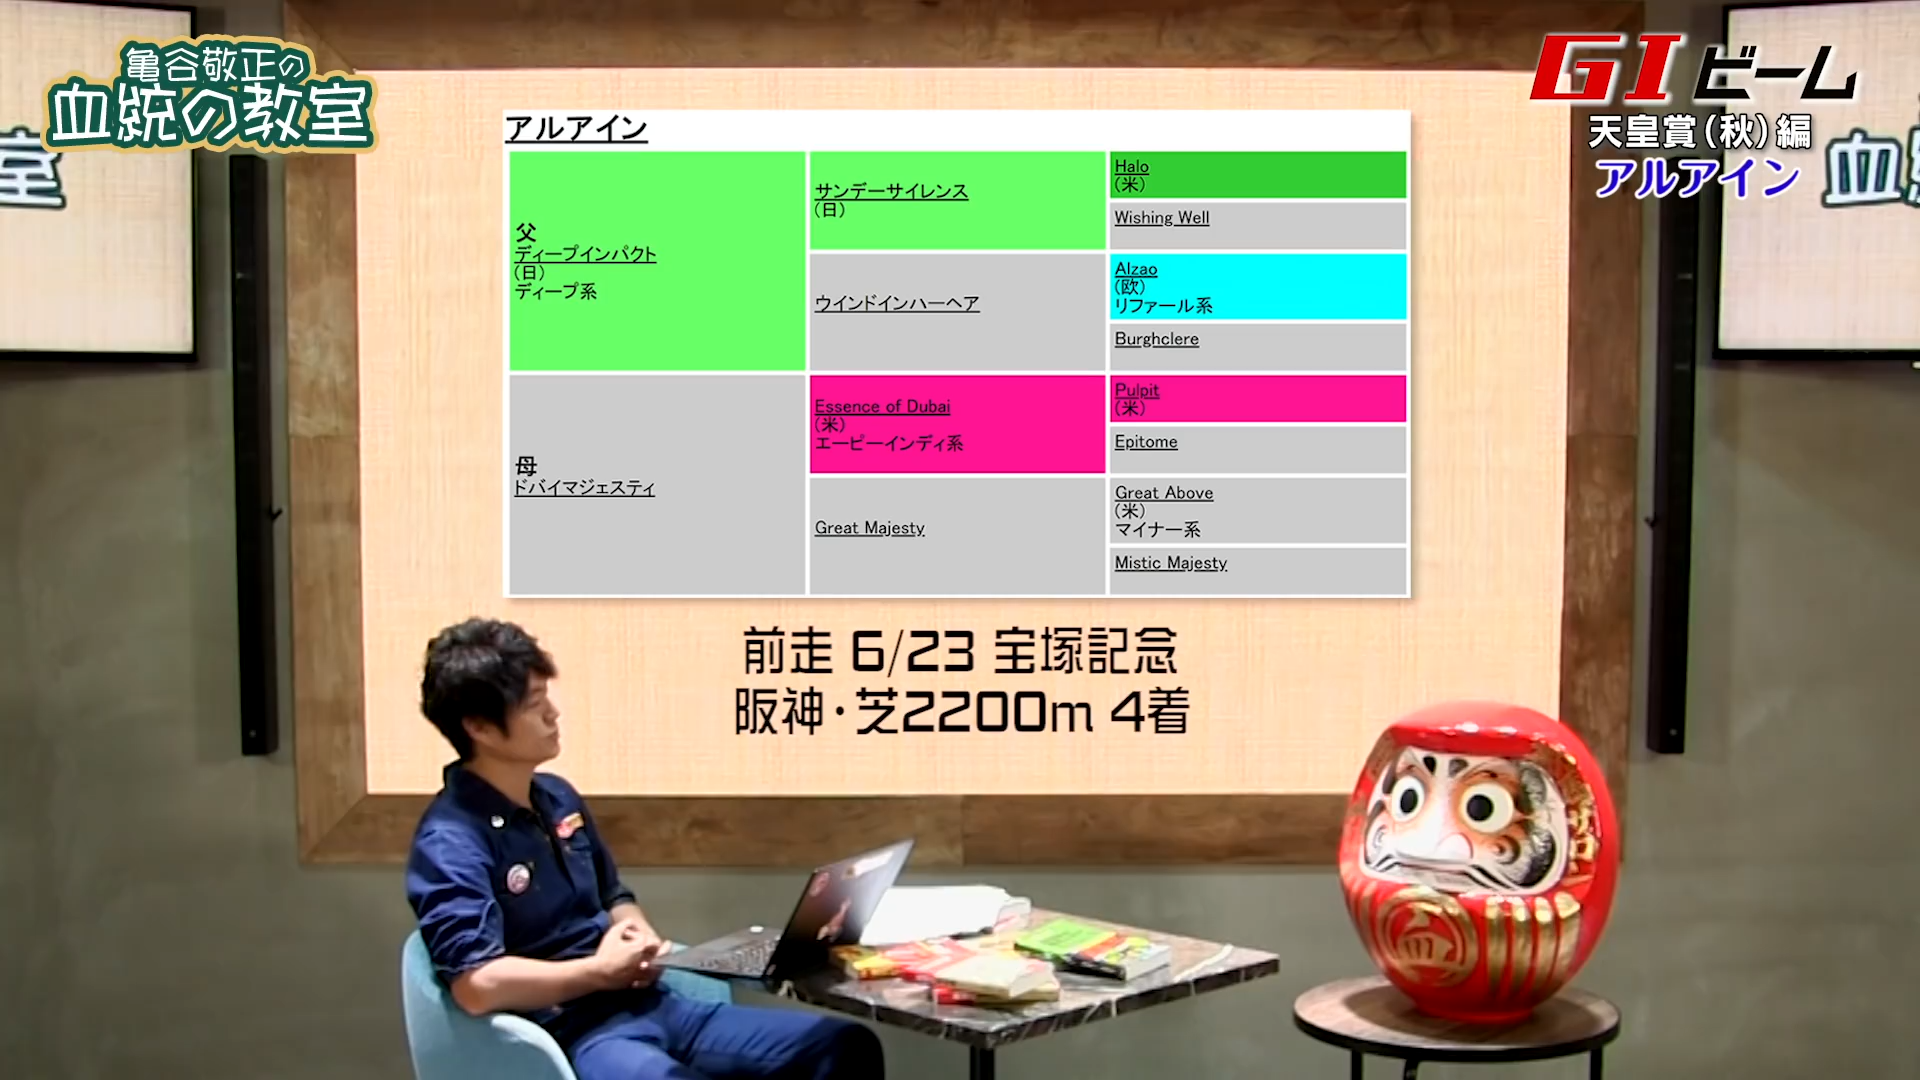 亀谷敬正の
血統の教室
GIビーム
天皇賞(秋)編
アルアイン
室
血
アルアイン
父
ディープインパクト
(日)
ディープ系
サンデーサイレンス
(日)
Halo
(米)
Wishing Well
ウインドインハーヘア
Alzao
(欧)
リファール系
Burghclere
母
ドバイマジェスティ
Essence of Dubai
(米)
エーピーインディ系
Pulpit
(米)
Epitome
Great Majesty
Great Above
(米)
マイナー系
Mistic Majesty
前走 6/23 宝塚記念
阪神・芝2200m 4着
血